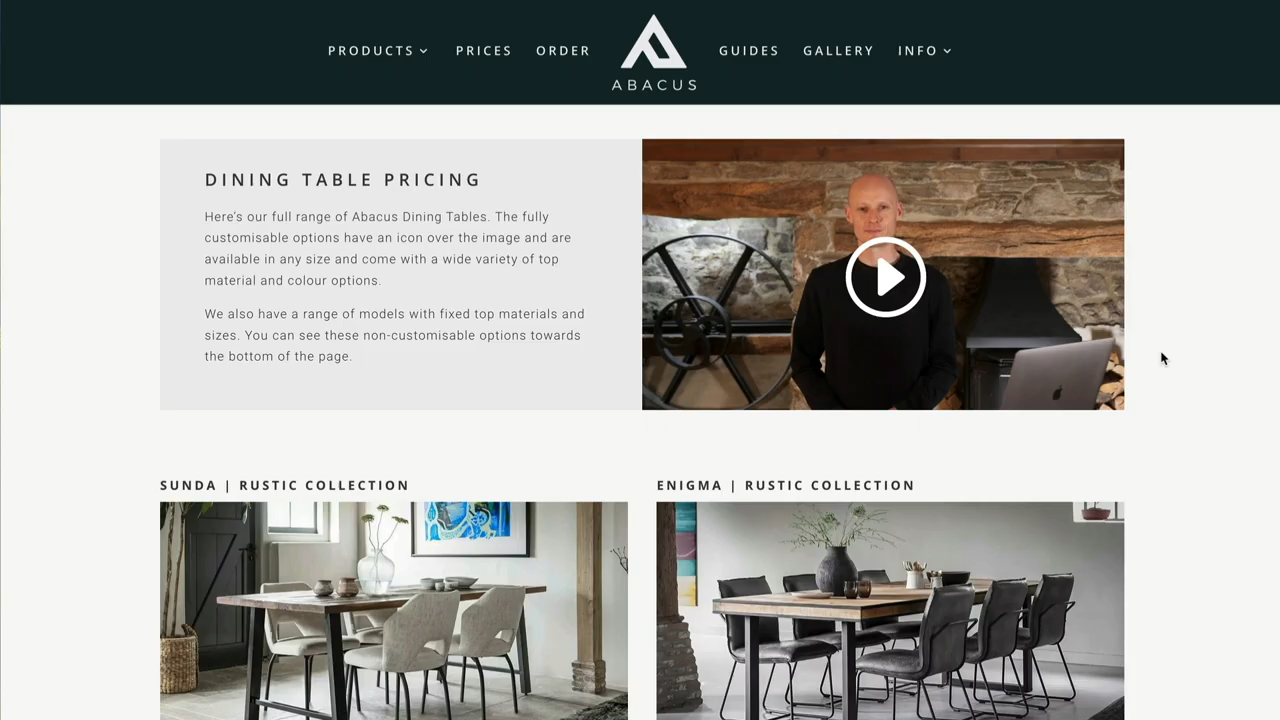 PRODUCTS PRICES ORDER GUIDES GALLERY INFO
ABACUS
DINING TABLE PRICING
Here's our full range of Abacus Dining Tables. The fully
customisable options have an icon over the image and are
available in any size and come with a wide variety of top
material and colour options.
We also have a range of models with fixed top materials and
sizes. You can see these non-customisable options towards
the bottom of the page.
SUNDA | RUSTIC COLLECTION
ENIGMA | RUSTIC COLLECTION